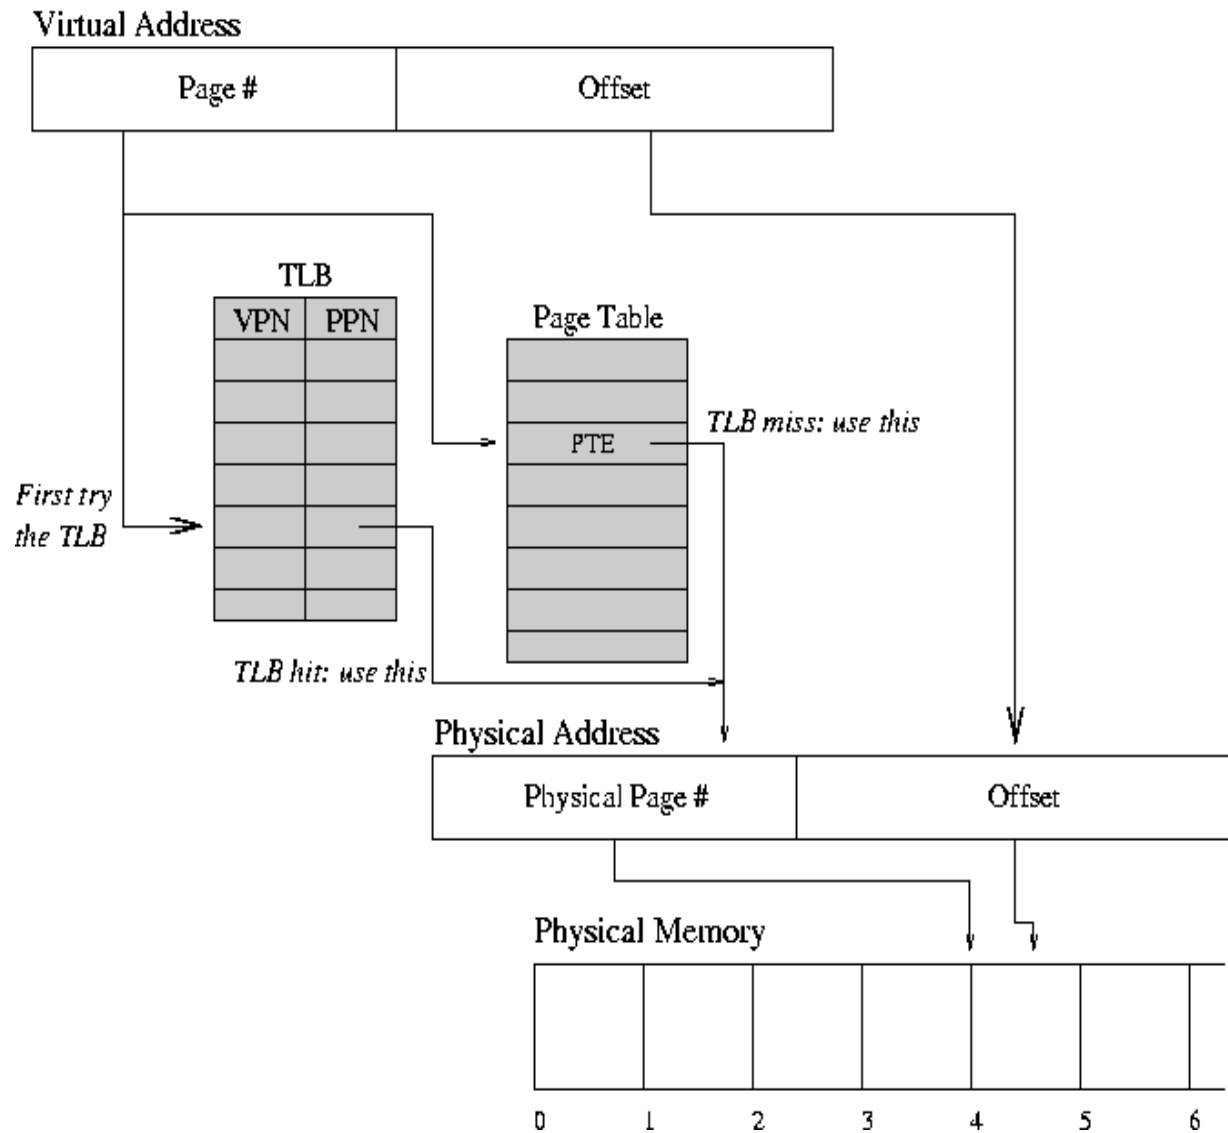 Virtual Address
Page #
Offset
TLB
VPN PPN
Page Table
TLB miss: use this
PTE
First try
the TLB
TLB hit: use this
Physical Address
Physical Page #
Offset
Physical Memory
0 1 2 3 4 5 6